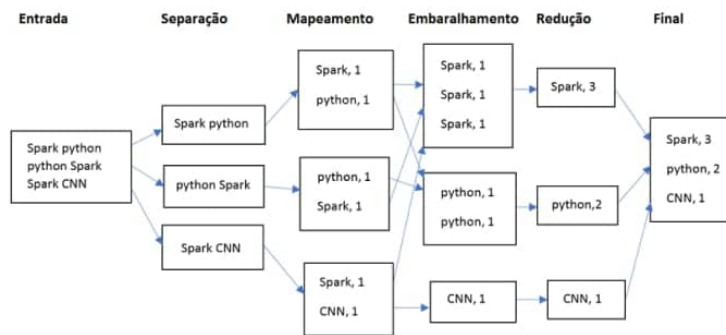 Entrada
Separação
Mapeamento
Embaralhamento
Redução
Final
Spark python
python Spark
Spark CNN
Spark python
python Spark
Spark CNN
Spark, 1
python, 1
python, 1
Spark, 1
Spark, 1
CNN, 1
Spark, 1
Spark, 1
Spark, 1
python, 1
python, 1
CNN, 1
Spark, 3
python,2
CNN, 1
Spark, 3
python, 2
CNN, 1